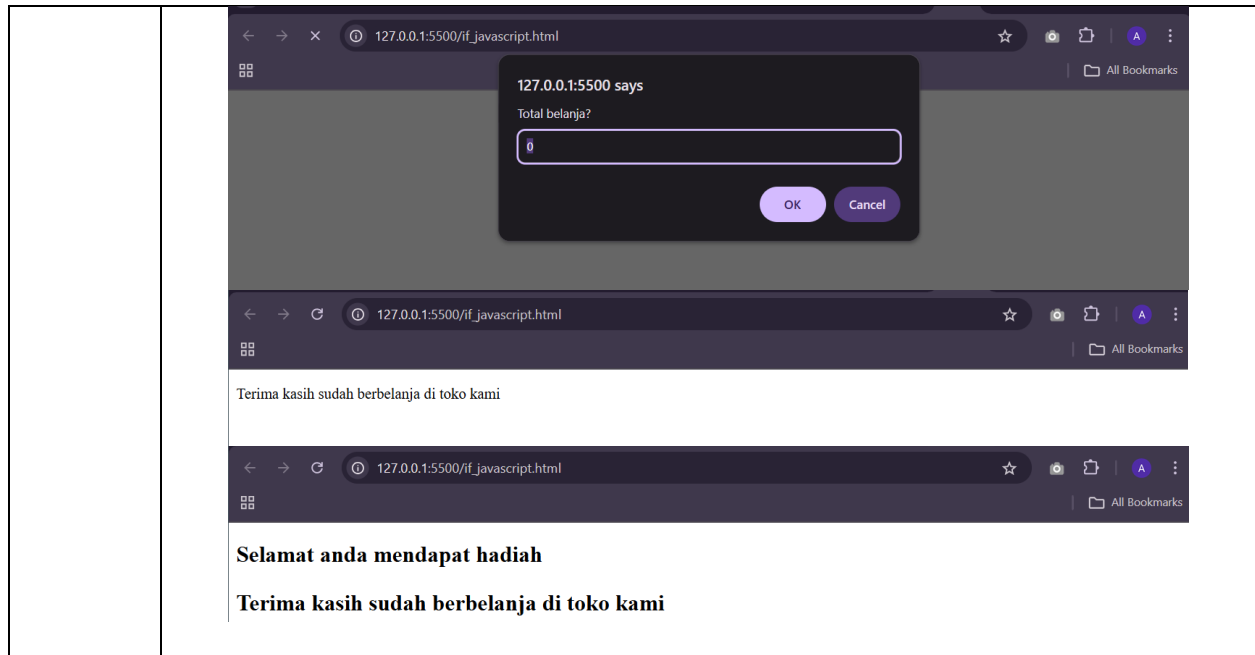 127.0.0.1:5500/if_javascript.html
A
All Bookmarks
127.0.0.1:5500 says
Total belanja?
0
OK
Cancel
127.0.0.1:5500/if_javascript.html
A
All Bookmarks
Terima kasih sudah berbelanja di toko kami
127.0.0.1:5500/if_javascript.html
A
All Bookmarks
Selamat anda mendapat hadiah
Terima kasih sudah berbelanja di toko kami